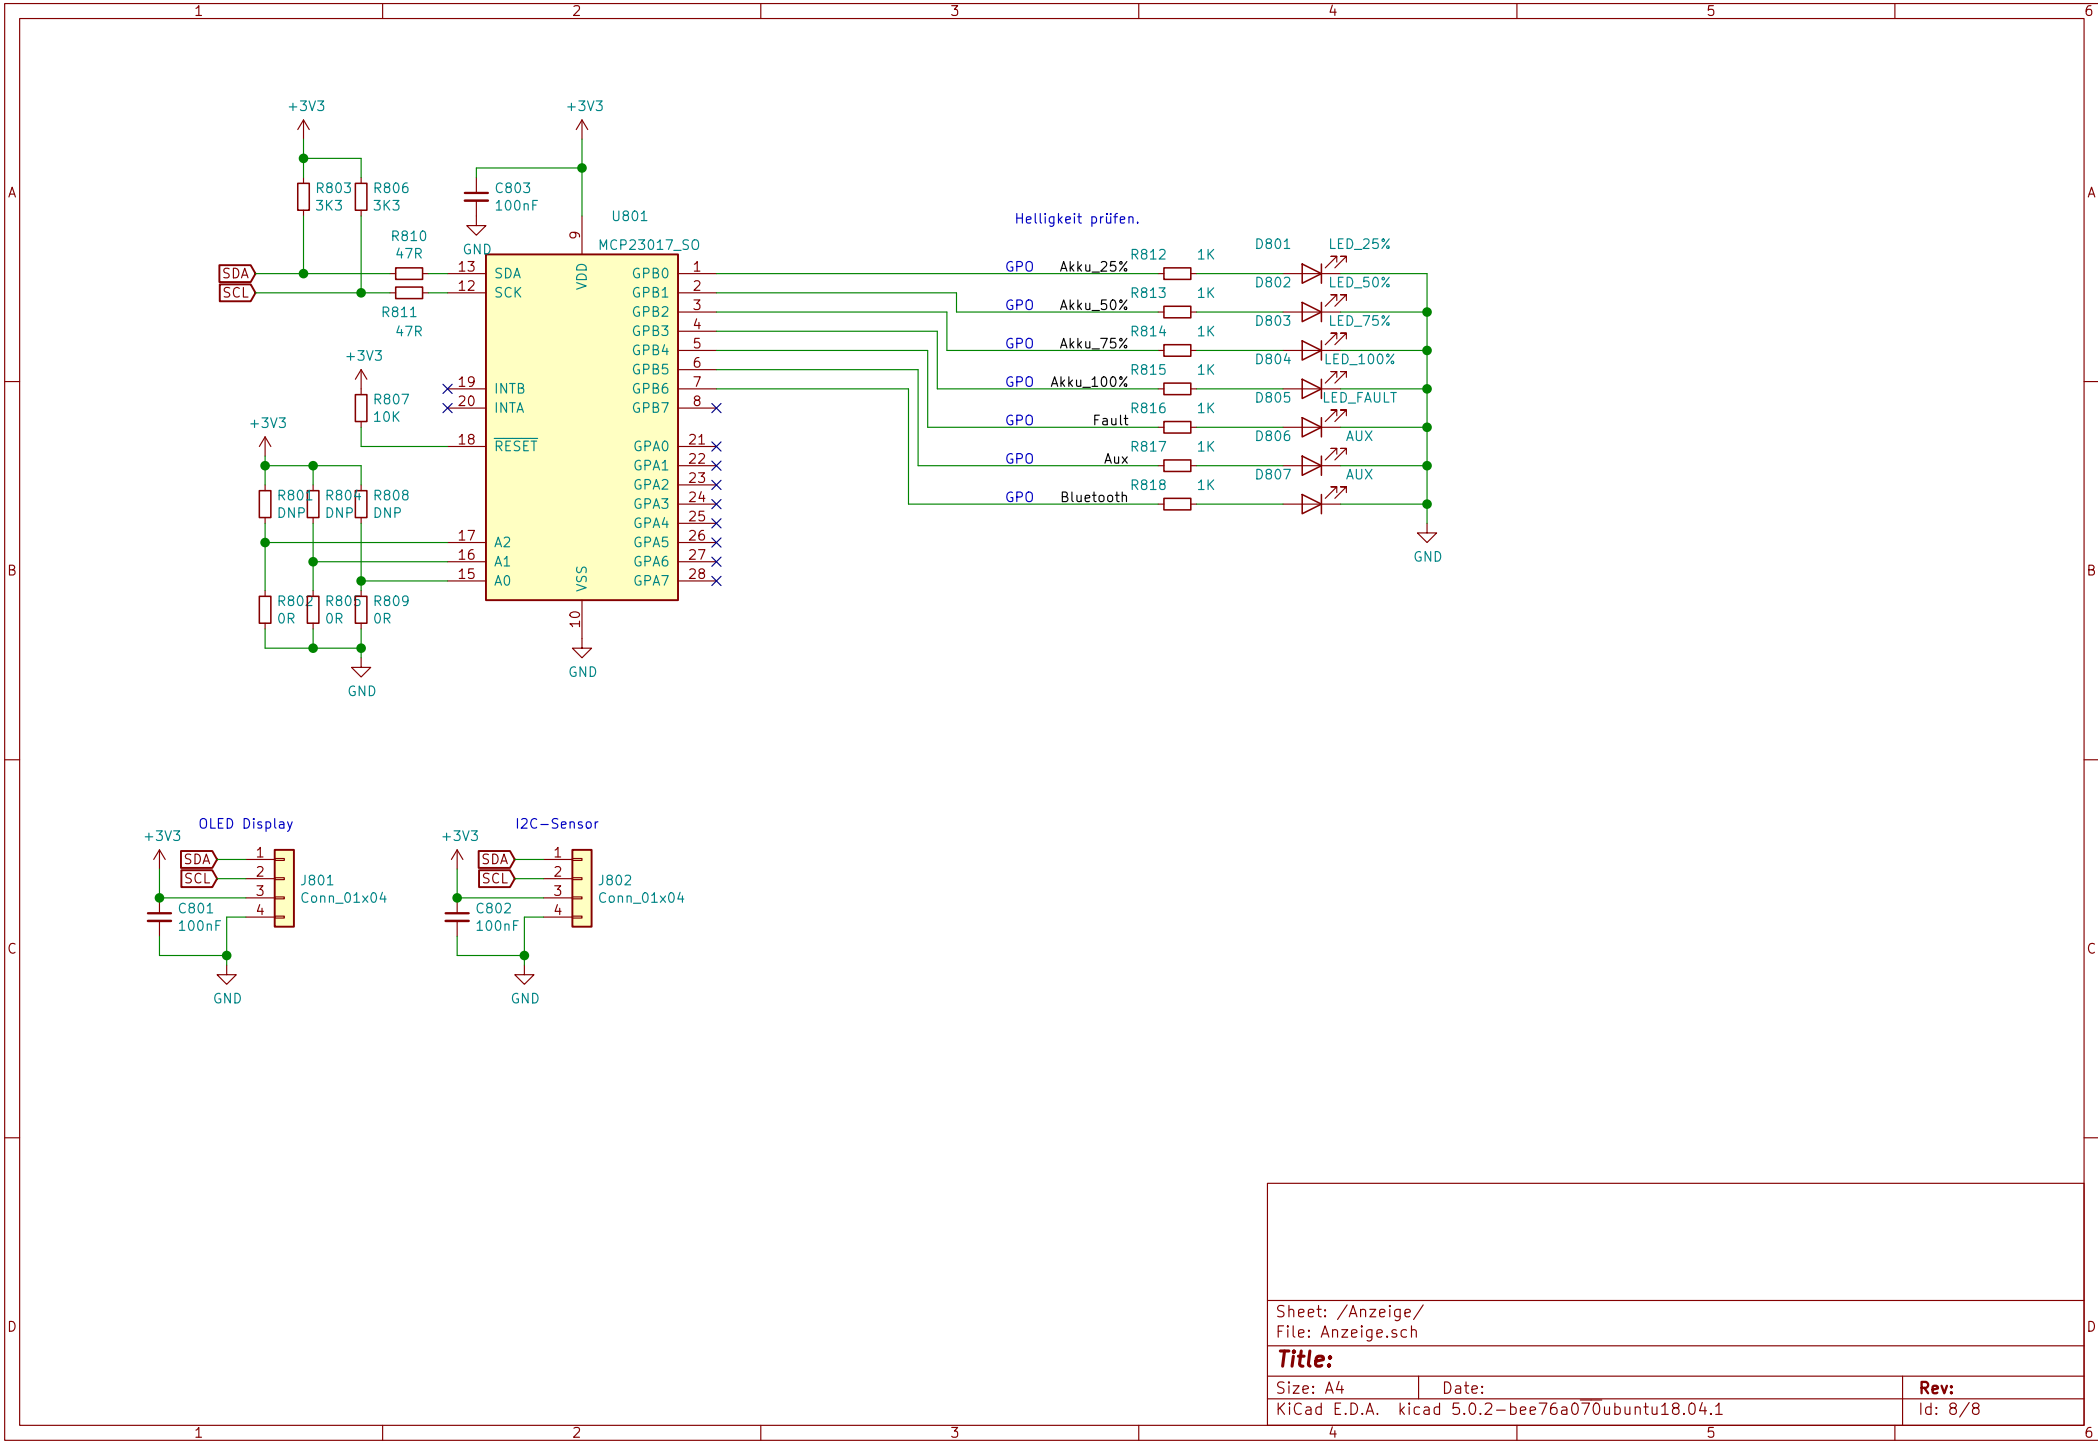 1 2 3 4 5 6
A A
B B
C C
D D
+3V3
+3V3
R803
3K3
R806
3K3
C803
100nF
GND
U801
MCP23017_SO
R810
47R
R811
47R
SDA
SCL
13 SDA
12 SCK
9 VDD
19 INTB
20 INTA
18 RESET
17 A2
16 A1
15 A0
10 VSS
GPB0 1
GPB1 2
GPB2 3
GPB3 4
GPB4 5
GPB5 6
GPB6 7
GPB7 8
GPA0 21
GPA1 22
GPA2 23
GPA3 24
GPA4 25
GPA5 26
GPA6 27
GPA7 28
GND
+3V3
R807
10K
+3V3
R801
DNP
R804
DNP
R808
DNP
R802
0R
R805
0R
R809
0R
GND
Helligkeit prüfen.
GPO Akku_25% R812 1K D801 LED_25%
GPO Akku_50% R813 1K D802 LED_50%
GPO Akku_75% R814 1K D803 LED_75%
GPO Akku_100% R815 1K D804 LED_100%
GPO Fault R816 1K D805 LED_FAULT
GPO Aux R817 1K D806 AUX
GPO Bluetooth R818 1K D807 AUX
GND
OLED Display
+3V3
SDA 1
SCL 2
3
4
J801
Conn_01x04
C801
100nF
GND
I2C-Sensor
+3V3
SDA 1
SCL 2
3
4
J802
Conn_01x04
C802
100nF
GND
Sheet: /Anzeige/
File: Anzeige.sch
Title:
Size: A4 Date: Rev:
KiCad E.D.A. kicad 5.0.2-bee76a070ubuntu18.04.1 Id: 8/8
1 2 3 4 5 6